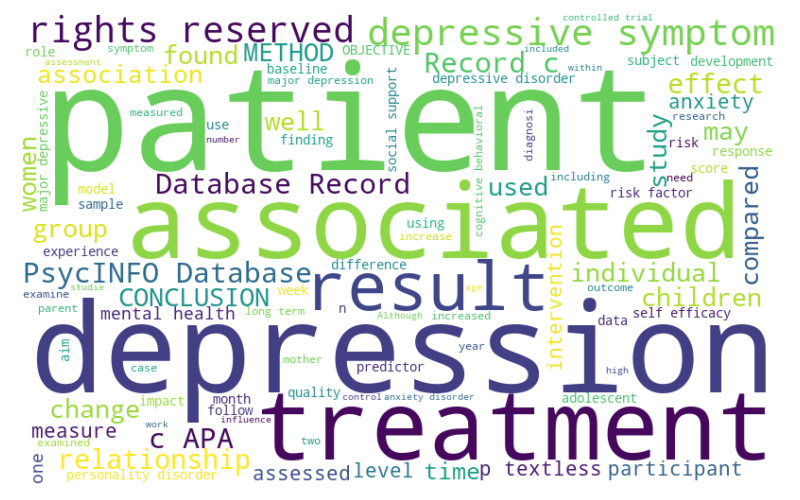 controlled trial
rights reserved
depressive symptom
role
symptom
found
METHOD
OBJECTIVE
Record c
included
within
subject
development
assessment
association
baseline
major depression
depressive disorder
effect
patient
major depressive
measured
use
number
well
finding
social support
cognitive behavioral
diagnosi
study
anxiety
research
risk
may
response
women
model
sample
Database Record
used
including
need
score
risk factor
compared
group
using
increase
associated
experience
PsycINFO Database
difference
result
individual
examine
studie
CONCLUSION
week
age
intervention
outcome
children
parent
mental health
long term
n
Although
increased
data
self efficacy
depression
aim
case
mother
predictor
year
high
change
impact
month
follow
quality
control
anxiety disorder
adolescent
treatment
measure
examined
work
influence
c APA
two
one
relationship
personality disorder
assessed
level
time
p textless
participant